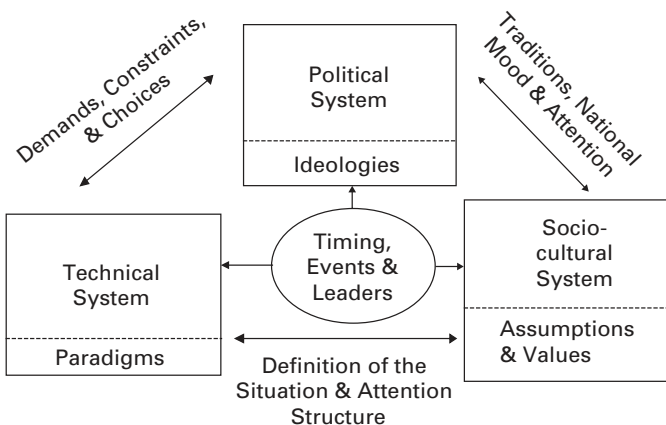 Demands, Constraints,
& Choices
Political
System
Ideologies
Traditions, National
Mood & Attention
Technical
System
Paradigms
Timing,
Events &
Leaders
Socio-
cultural
System
Assumptions
& Values
Definition of the
Situation & Attention
Structure